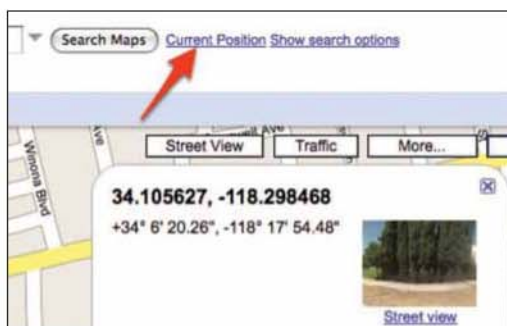 Search Maps Current Position Show search options
Street View Traffic More...
Winona Blvd
34.105627, -118.298468
+34° 6' 20.26", -118° 17' 54.48"
Street view